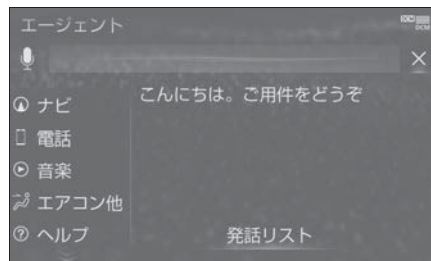 エージェント
DCM
こんにちは。ご用件をどうぞ
ナビ
電話
音楽
エアコン他
ヘルプ
発話リスト